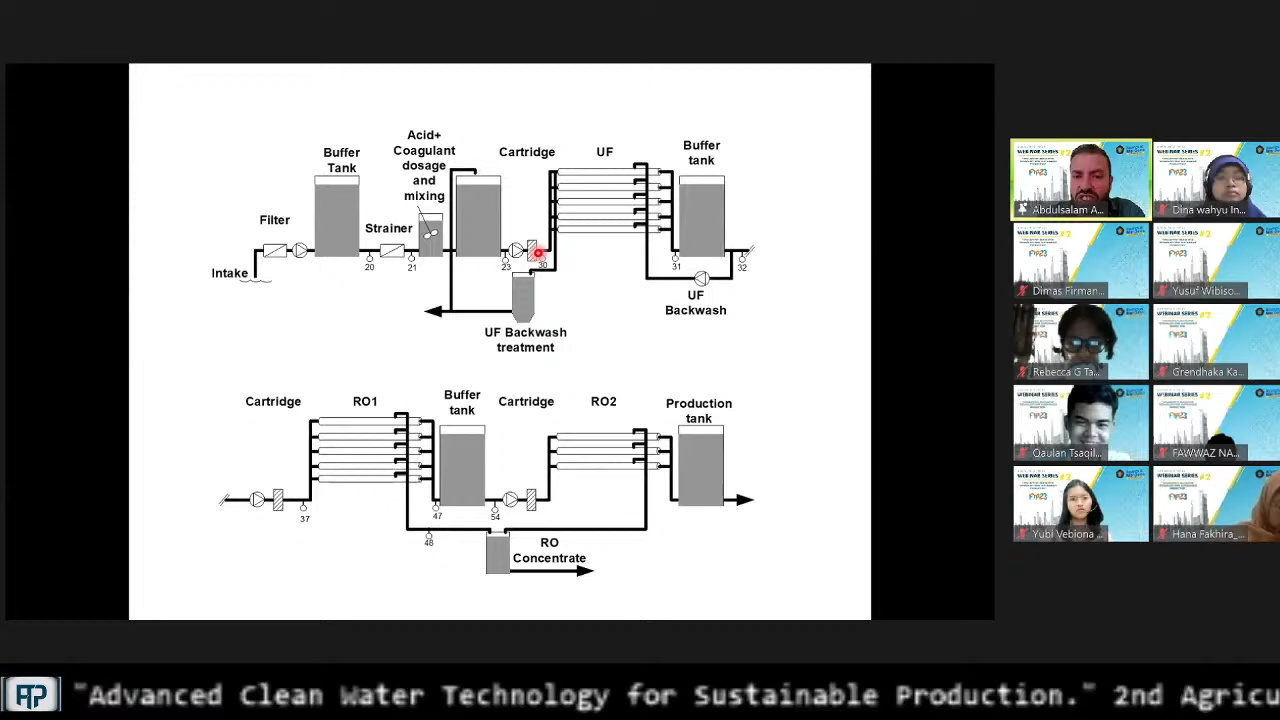 Acid+
Coagulant
dosage
and
mixing
Buffer
Tank
Cartridge
UF
Buffer
tank
Filter
Strainer
Intake
20
21
23
30
31
32
UF
Backwash
UF Backwash
treatment
Cartridge
RO1
Buffer
tank
Cartridge
RO2
Production
tank
37
47
54
48
RO
Concentrate
WEBINAR SERIES #2
Abdulsalam A...
Dina wahyu In...
Dimas Firman...
Yusuf Wibiso...
Rebecca G Ta...
Grendhaka Ka...
Qaulan Tsaqil...
FAWWAZ NA...
Yubi Vebiona ...
Hana Fakhira_...
"Advanced Clean Water Technology for Sustainable Production." 2nd Agricu